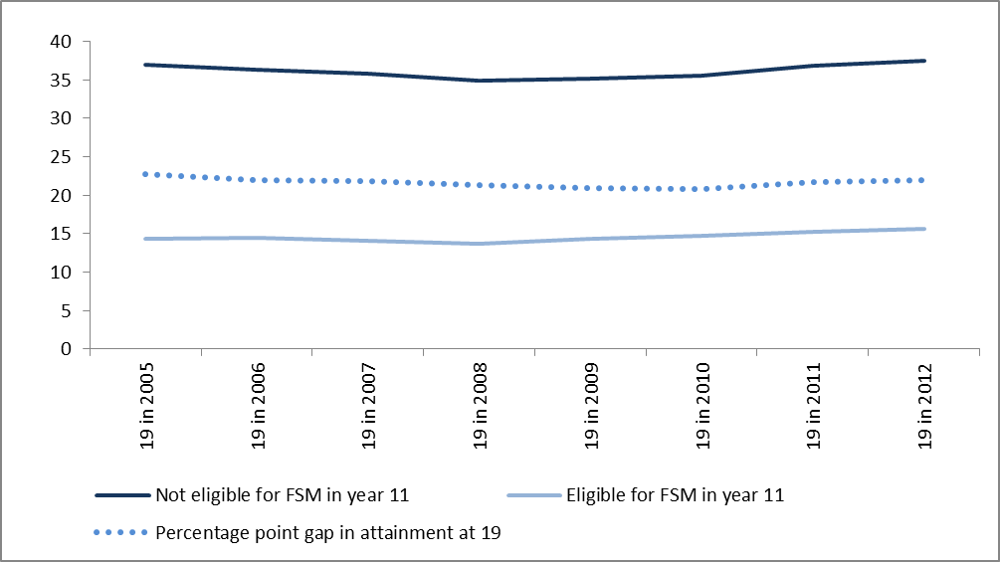 40
35
30
25
20
15
10
5
0
19 in 2005
19 in 2006
19 in 2007
19 in 2008
19 in 2009
19 in 2010
19 in 2011
19 in 2012
Not eligible for FSM in year 11
Eligible for FSM in year 11
Percentage point gap in attainment at 19